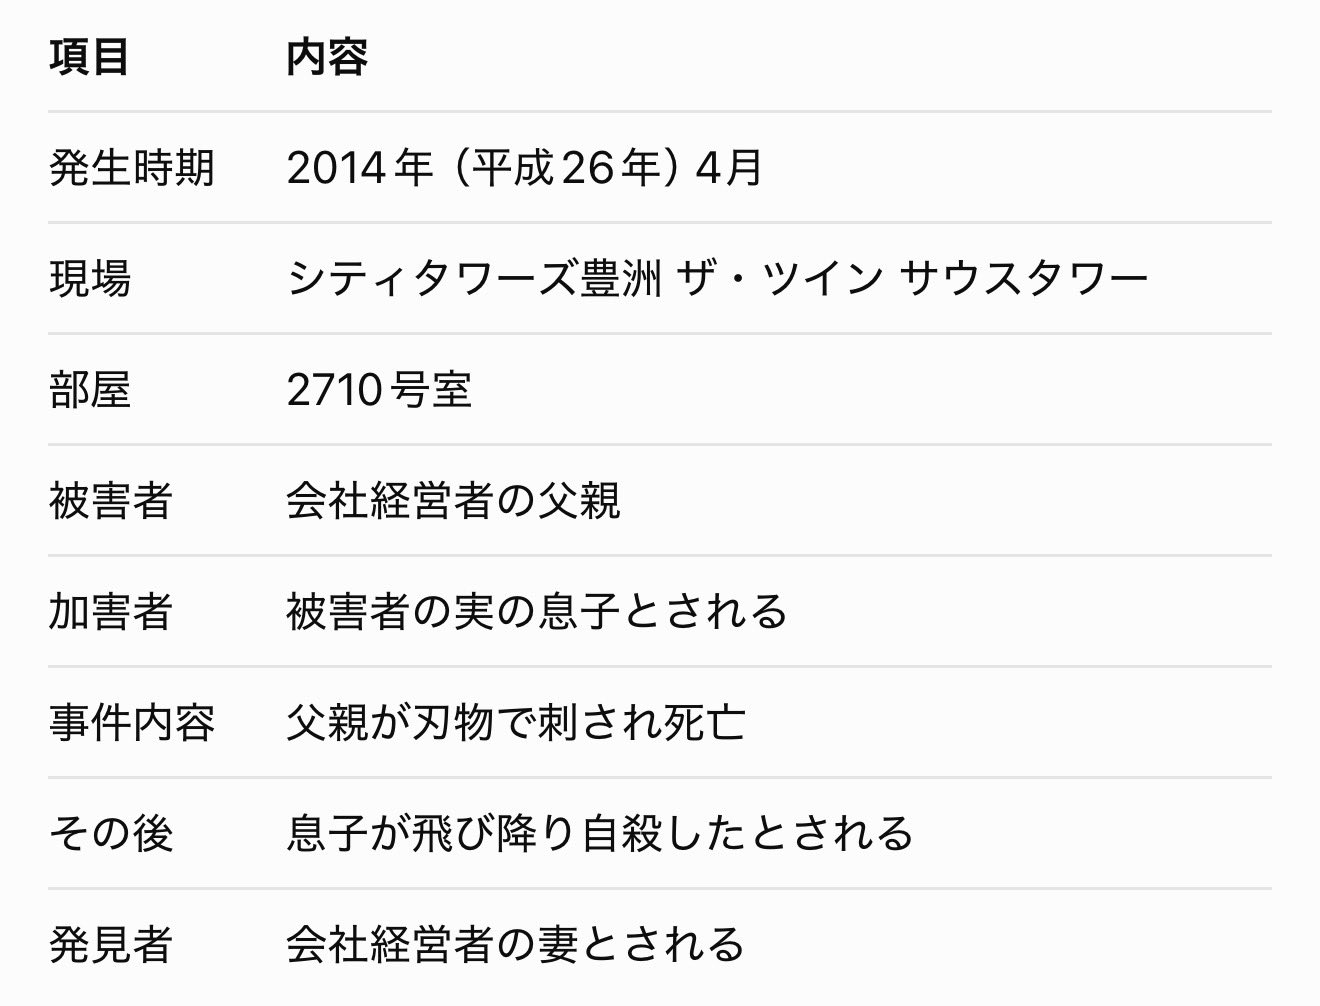 項目 内容
発生時期 2014年（平成26年）4月
現場 シティタワーズ豊洲 ザ・ツイン サウスタワー
部屋 2710号室
被害者 会社経営者の父親
加害者 被害者の実の息子とされる
事件内容 父親が刃物で刺され死亡
その後 息子が飛び降り自殺したとされる
発見者 会社経営者の妻とされる